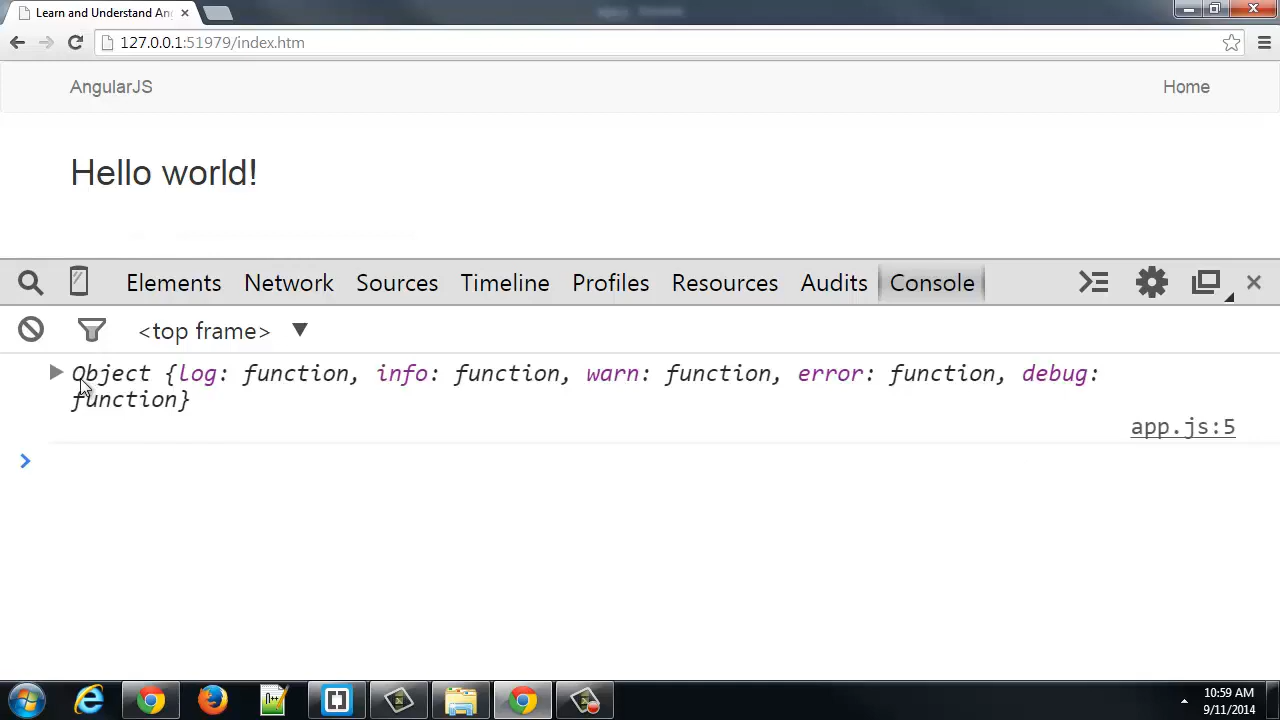 Learn and Understand An
127.0.0.1:51979/index.htm
AngularJS
Home
Hello world!
Elements Network Sources Timeline Profiles Resources Audits Console
<top frame> ▼
Object {log: function, info: function, warn: function, error: function, debug:
function}
app.js:5
10:59 AM
9/11/2014